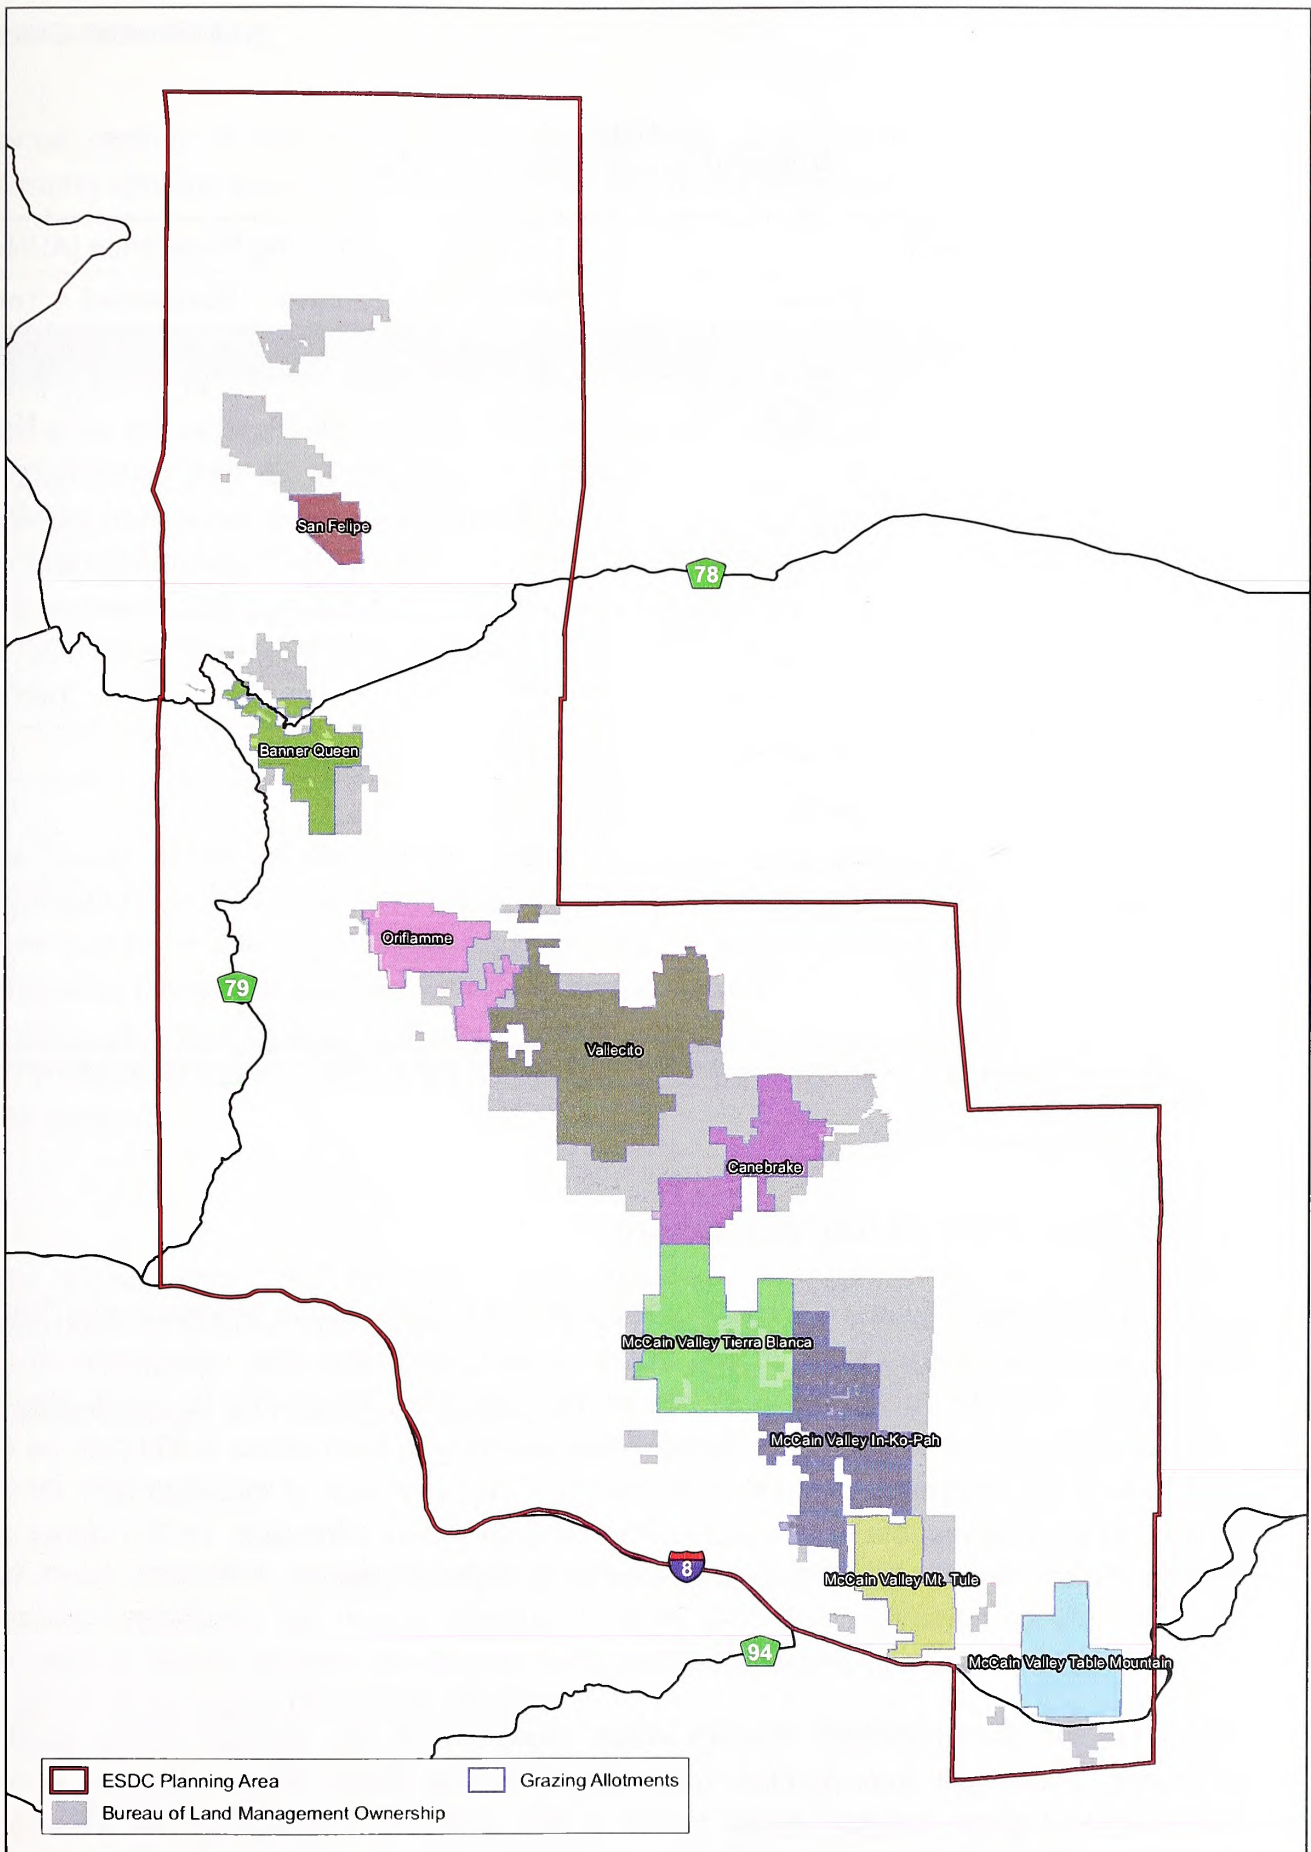 San Felipe
78
Banner Queen
Oriflamme
79
Vallecito
Canebrake
McCain Valley Tierra Blanca
McCain Valley In-Ko-Pah
8
McCain Valley Mt. Tule
94
McCain Valley Table Mountain
ESDC Planning Area
Grazing Allotments
Bureau of Land Management Ownership